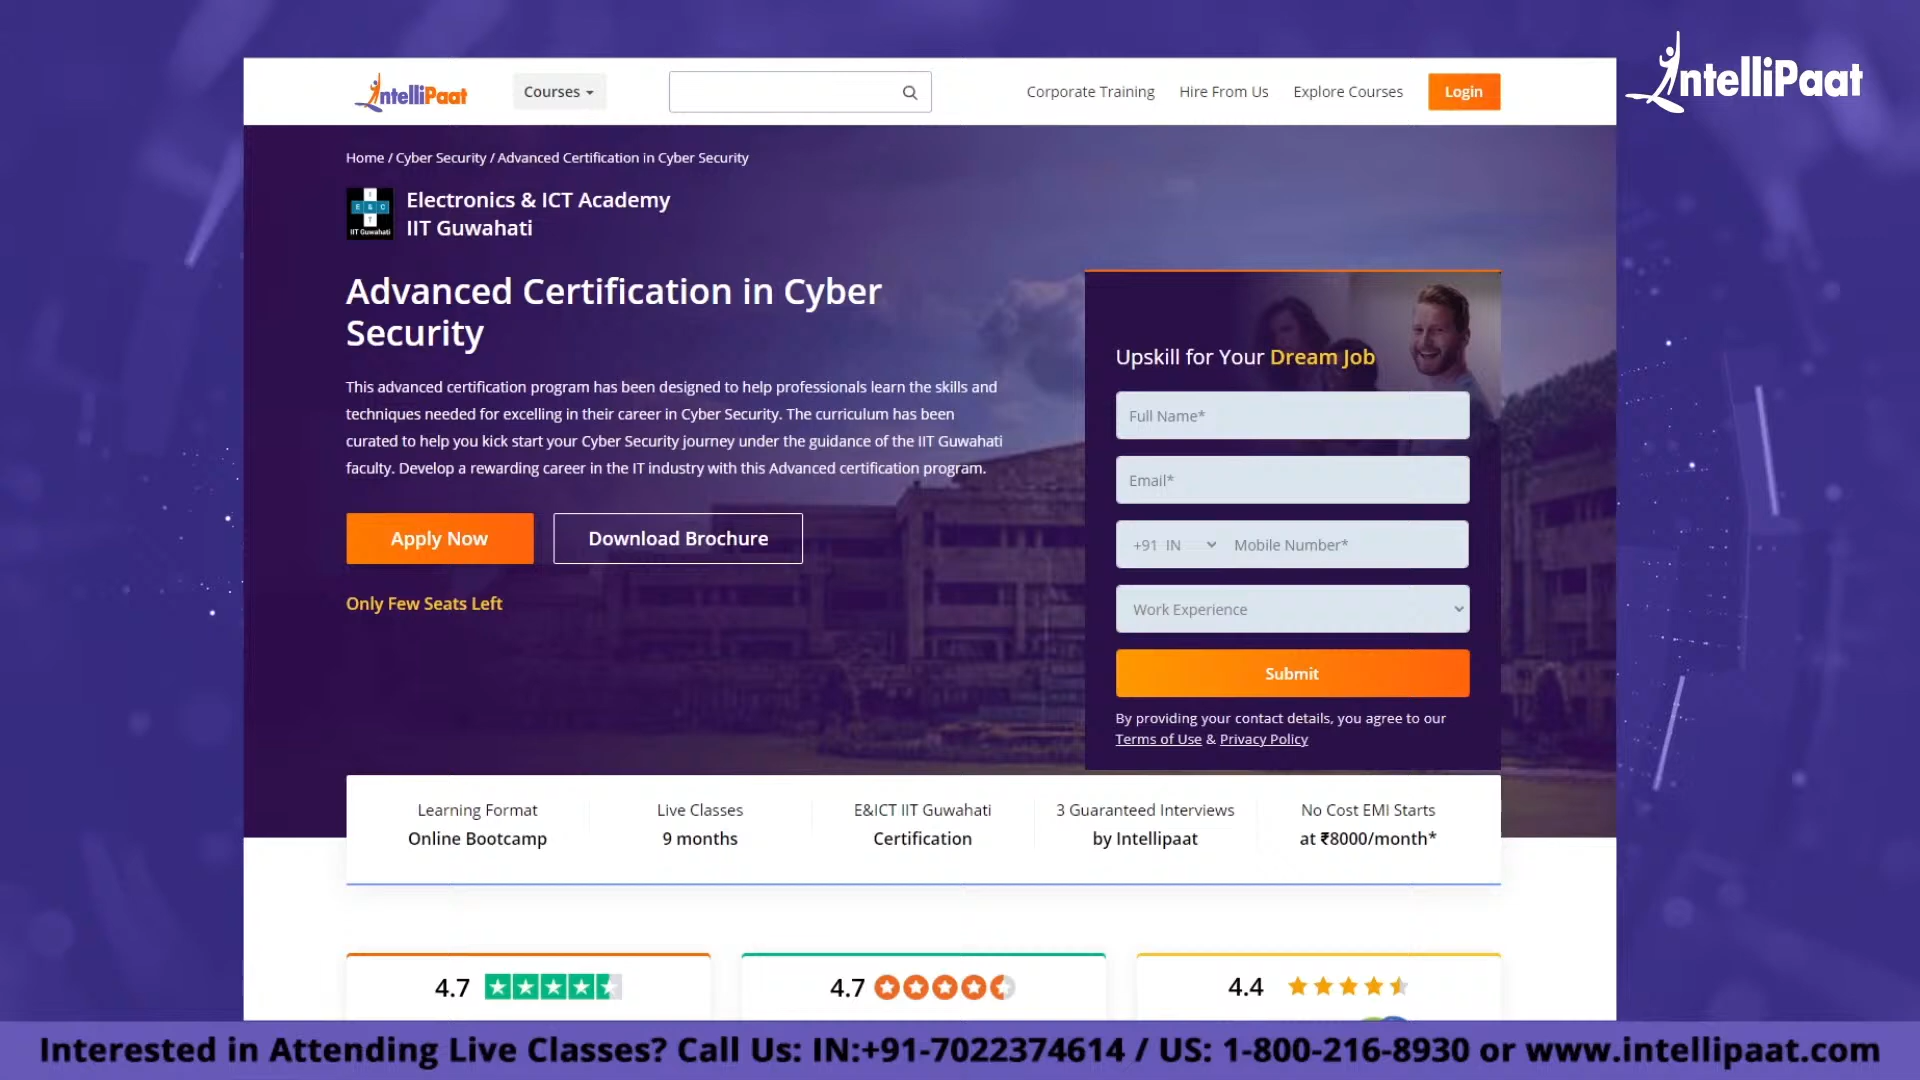 IntelliPaat
IntelliPaat
Courses
Corporate Training
Hire From Us
Explore Courses
Login
Home / Cyber Security / Advanced Certification in Cyber Security
I
E & C
T
IIT Guwahati
Electronics & ICT Academy
IIT Guwahati
Advanced Certification in Cyber
Security
This advanced certification program has been designed to help professionals learn the skills and
techniques needed for excelling in their career in Cyber Security. The curriculum has been
curated to help you kick start your Cyber Security journey under the guidance of the IIT Guwahati
faculty. Develop a rewarding career in the IT industry with this Advanced certification program.
Apply Now
Download Brochure
Only Few Seats Left
Upskill for Your Dream Job
Full Name*
Email*
+91 IN Mobile Number*
Work Experience
Submit
By providing your contact details, you agree to our
Terms of Use & Privacy Policy
Learning Format
Online Bootcamp
Live Classes
9 months
E&ICT IIT Guwahati
Certification
3 Guaranteed Interviews
by Intellipaat
No Cost EMI Starts
at ₹8000/month*
4.7
4.7
4.4
Interested in Attending Live Classes? Call Us: IN:+91-7022374614 / US: 1-800-216-8930 or www.intellipaat.com